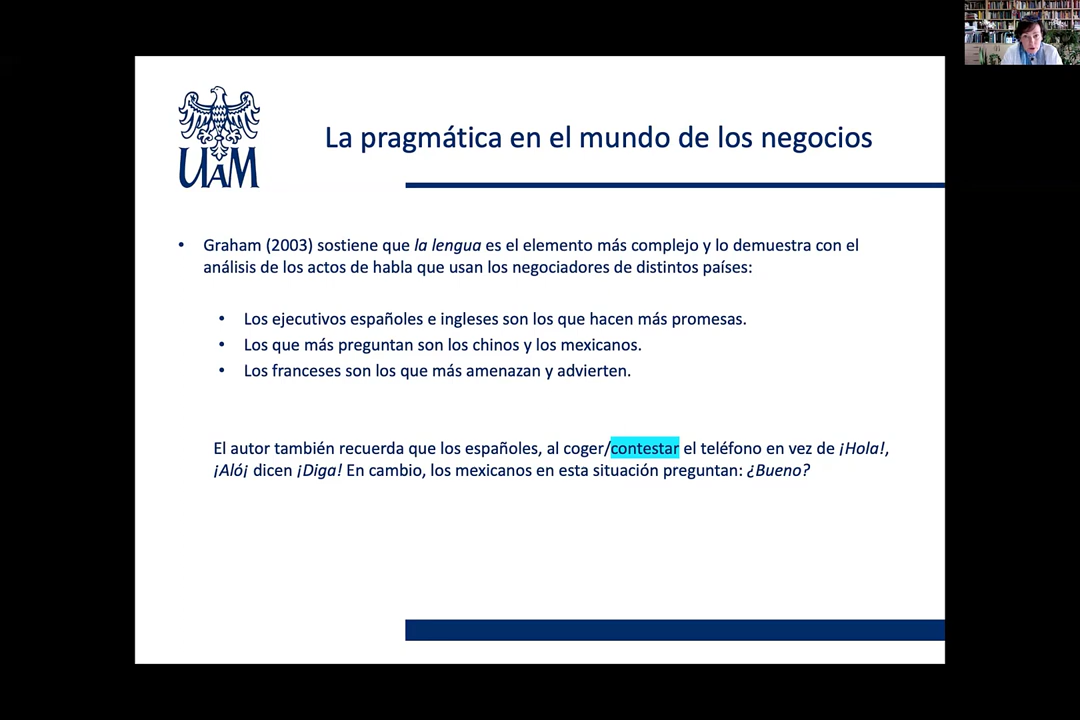 UAM
La pragmática en el mundo de los negocios
• Graham (2003) sostiene que la lengua es el elemento más complejo y lo demuestra con el
análisis de los actos de habla que usan los negociadores de distintos países:
• Los ejecutivos españoles e ingleses son los que hacen más promesas.
• Los que más preguntan son los chinos y los mexicanos.
• Los franceses son los que más amenazan y advierten.
El autor también recuerda que los españoles, al coger/contestar el teléfono en vez de ¡Hola!,
¡Aló¡ dicen ¡Diga! En cambio, los mexicanos en esta situación preguntan: ¿Bueno?